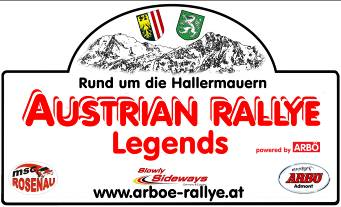 Rund um die Hallermauern
AUSTRIAN RALLYE
Legends
powered by ARBÖ
MSC
ROSENAU
Slowly
Sideways
ARBÖ
Admont
www.arboe-rallye.at